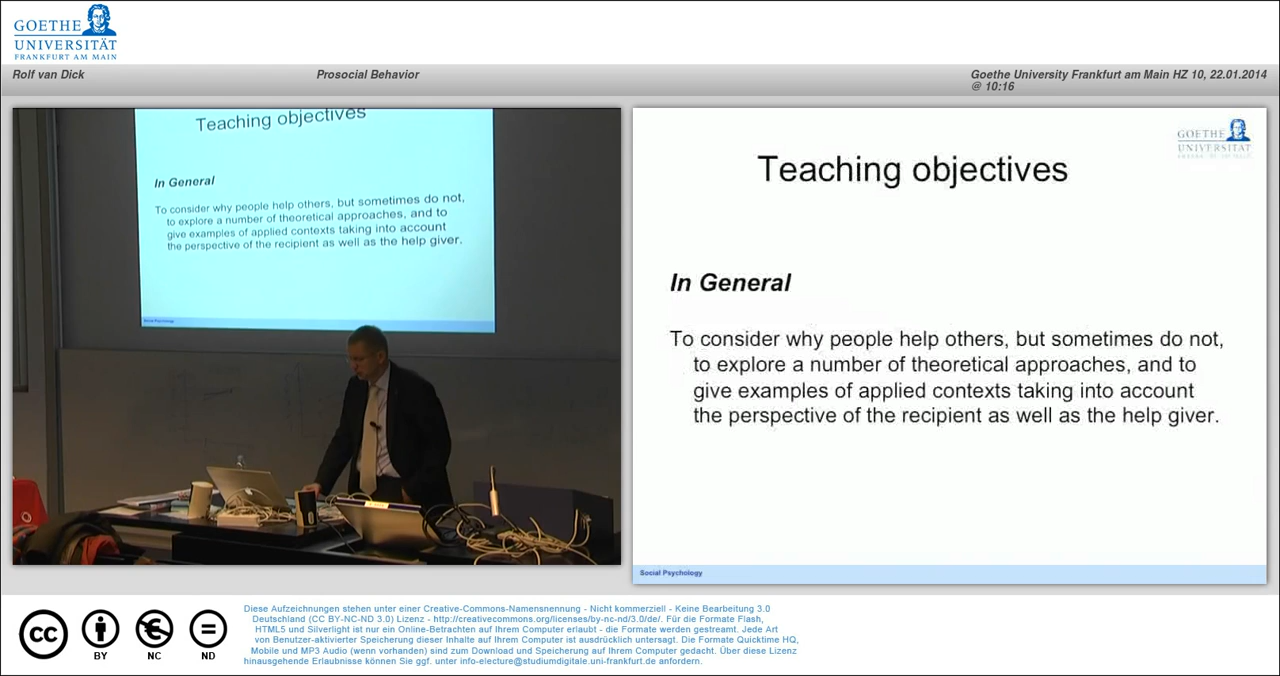 GOETHE
UNIVERSITÄT
FRANKFURT AM MAIN
Rolf van Dick
Prosocial Behavior
Goethe University Frankfurt am Main HZ 10, 22.01.2014
@ 10:16
Teaching objectives
In General
To consider why people help others, but sometimes do not,
to explore a number of theoretical approaches, and to
give examples of applied contexts taking into account
the perspective of the recipient as well as the help giver.
Social Psychology
GOETHE
UNIVERSITÄT
Teaching objectives
In General
To consider why people help others, but sometimes do not,
to explore a number of theoretical approaches, and to
give examples of applied contexts taking into account
the perspective of the recipient as well as the help giver.
Social Psychology
cc
BY
NC
ND
Diese Aufzeichnungen stehen unter einer Creative-Commons-Namensnennung - Nicht kommerziell - Keine Bearbeitung 3.0
Deutschland (CC BY-NC-ND 3.0) Lizenz - http://creativecommons.org/licenses/by-nc-nd/3.0/de/. Für die Formate Flash,
HTML5 und Silverlight ist nur ein Online-Betrachten auf Ihrem Computer erlaubt - die Formate werden gestreamt. Jede Art
von Benutzer-aktivierter Speicherung dieser Inhalte auf Ihrem Computer ist ausdrücklich untersagt. Die Formate Quicktime HQ,
Mobile und MP3 Audio (wenn vorhanden) sind zum Download und Speicherung auf Ihrem Computer gedacht. Über diese Lizenz
hinausgehende Erlaubnisse können Sie ggf. unter info-electure@studiumdigitale.uni-frankfurt.de anfordern.